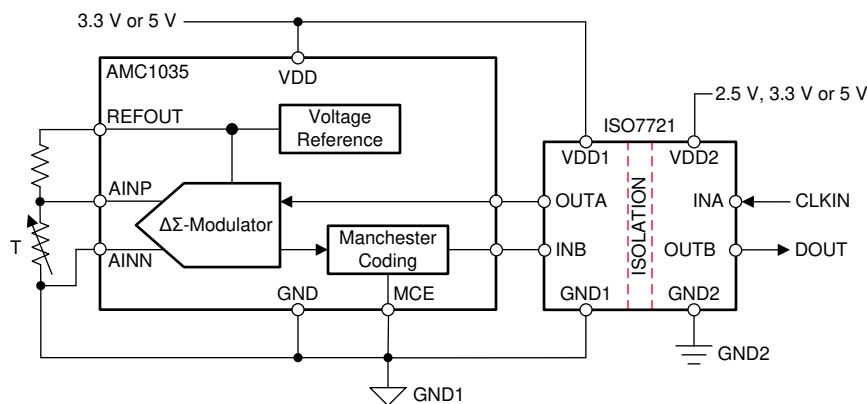 3.3 V or 5 V
AMC1035
VDD
2.5 V, 3.3 V or 5 V
REFOUT
Voltage
Reference
ISO7721
VDD1
VDD2
AINP
ΔΣ-Modulator
OUTA
ISOLATION
INA
CLKIN
T
AINN
Manchester
Coding
INB
OUTB
DOUT
GND
MCE
GND1
GND2
GND1
GND2